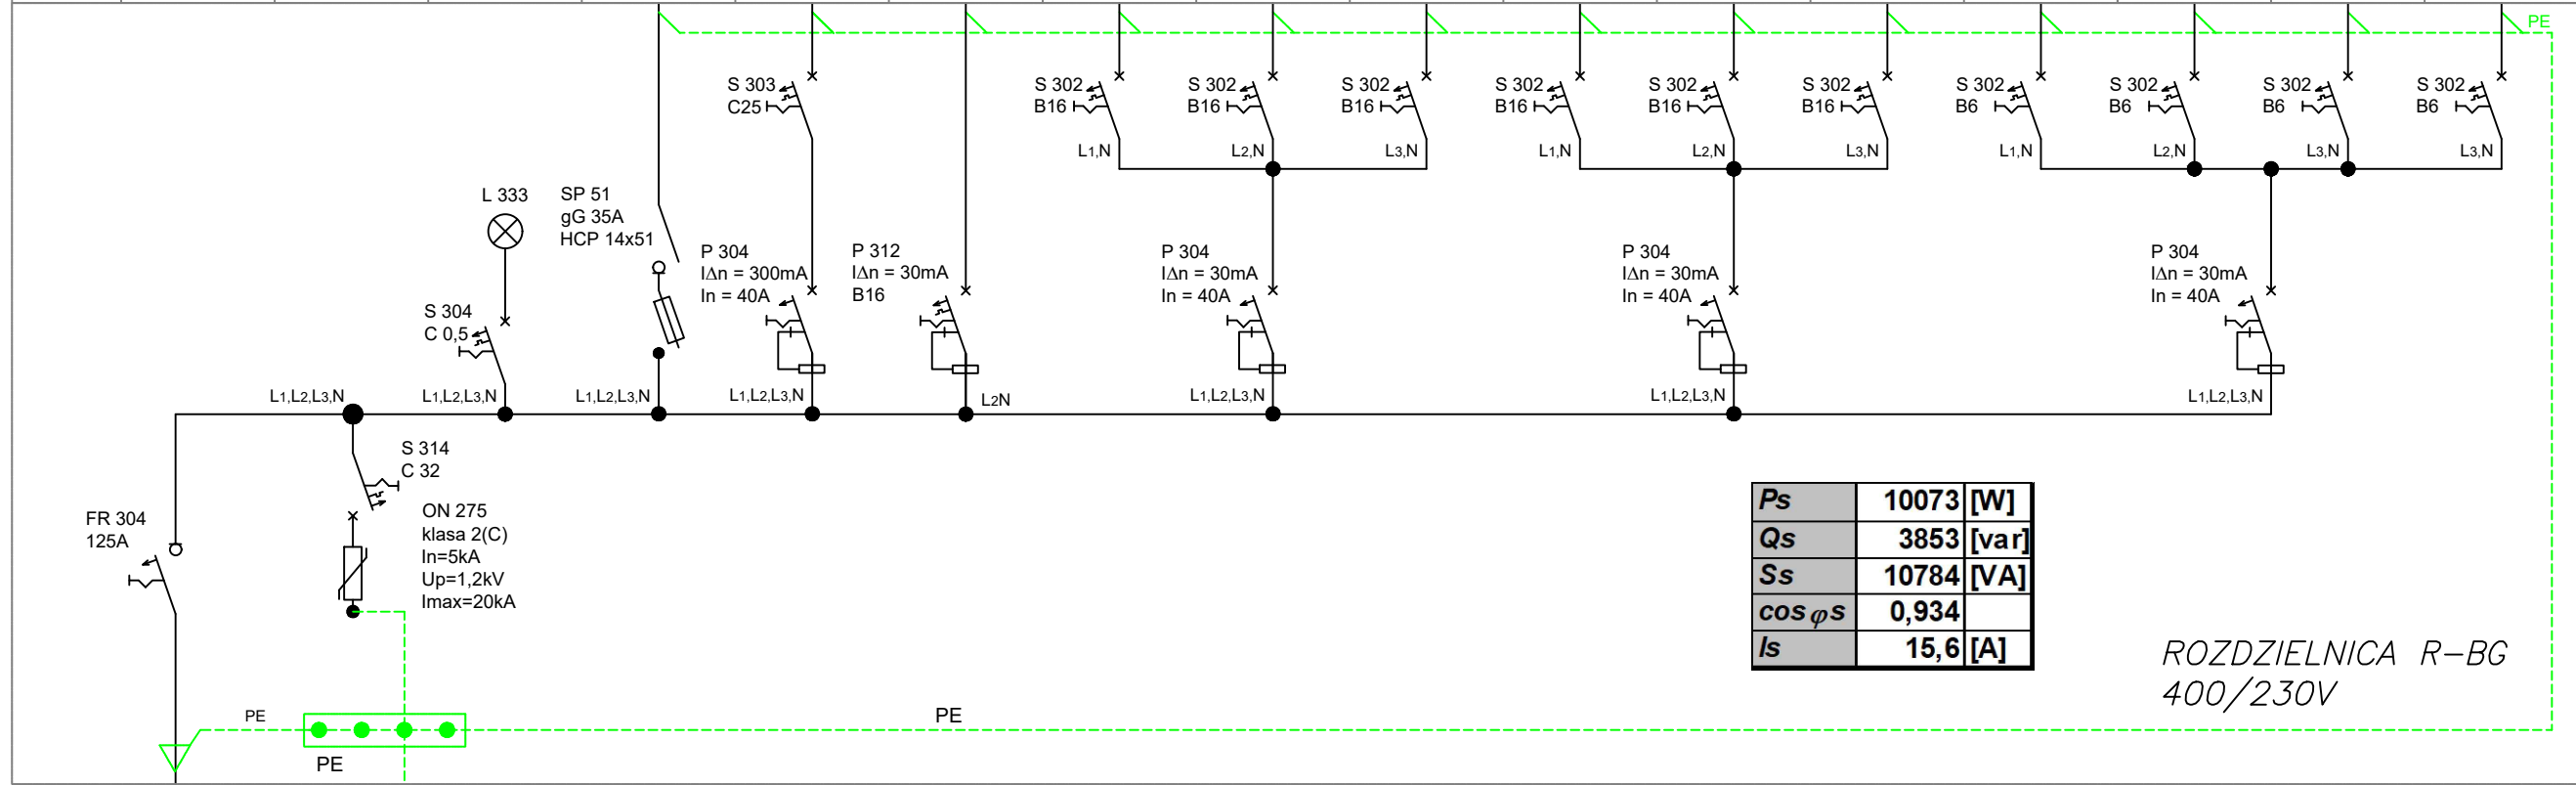 PE
S 303
C25
S 302
B16
S 302
B16
S 302
B16
S 302
B16
S 302
B16
S 302
B16
S 302
B6
S 302
B6
S 302
B6
S 302
B6
L1,N
L2,N
L3,N
L1,N
L2,N
L3,N
L1,N
L2,N
L3,N
L3,N
L 333
SP 51
gG 35A
HCP 14x51
P 304
I∆n = 300mA
In = 40A
P 312
I∆n = 30mA
B16
P 304
I∆n = 30mA
In = 40A
P 304
I∆n = 30mA
In = 40A
P 304
I∆n = 30mA
In = 40A
S 304
C 0,5
L1,L2,L3,N
L1,L2,L3,N
L1,L2,L3,N
L1,L2,L3,N
L2N
L1,L2,L3,N
L1,L2,L3,N
L1,L2,L3,N
S 314
C 32
FR 304
125A
ON 275
klasa 2(C)
In=5kA
Up=1,2kV
Imax=20kA
Ps 10073 [W]
Qs 3853 [var]
Ss 10784 [VA]
cos φs 0,934
Is 15,6 [A]
ROZDZIELNICA R-BG
400/230V
PE
PE
PE